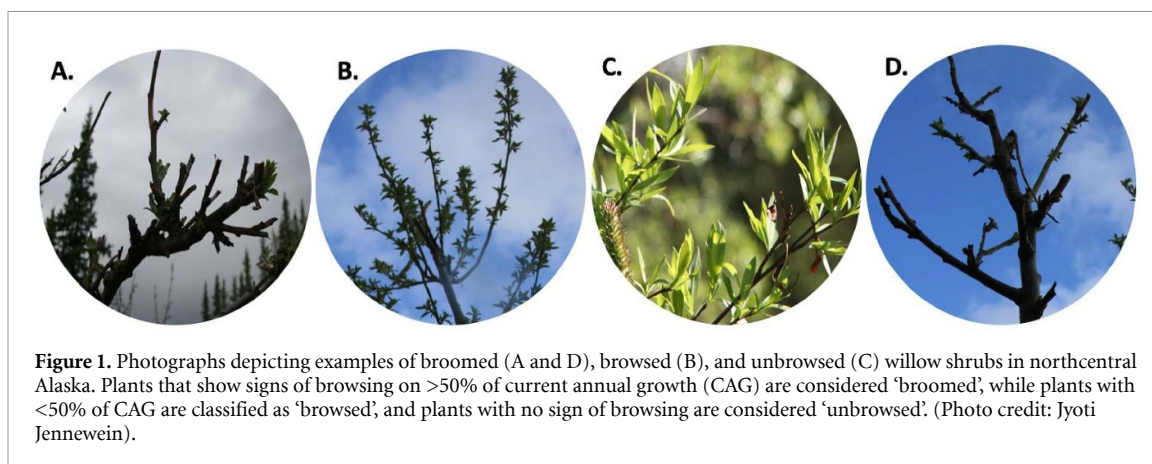 A.
B.
C.
D.
Figure 1. Photographs depicting examples of broomed (A and D), browsed (B), and unbrowsed (C) willow shrubs in northcentral
Alaska. Plants that show signs of browsing on >50% of current annual growth (CAG) are considered ‘broomed’, while plants with
<50% of CAG are classified as ‘browsed’, and plants with no sign of browsing are considered ‘unbrowsed’. (Photo credit: Jyoti
Jennewein).